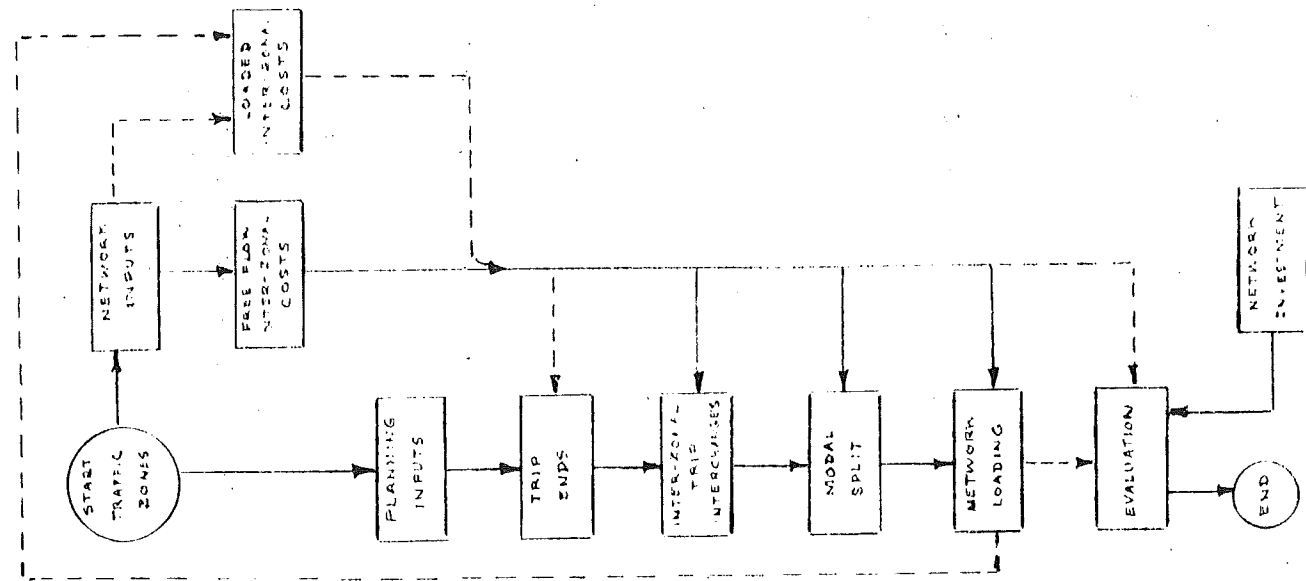 START
TRAFFIC
ZONES
NETWORK
INPUTS
LOADED
INTER-ZONAL
COSTS
FREE FLOW
INTER-ZONAL
COSTS
PLANNING
INPUTS
TRIP
ENDS
INTER-ZONAL
TRIP
INTERCHANGES
MODAL
SPLIT
NETWORK
LOADING
EVALUATION
NETWORK
INVESTMENT
END